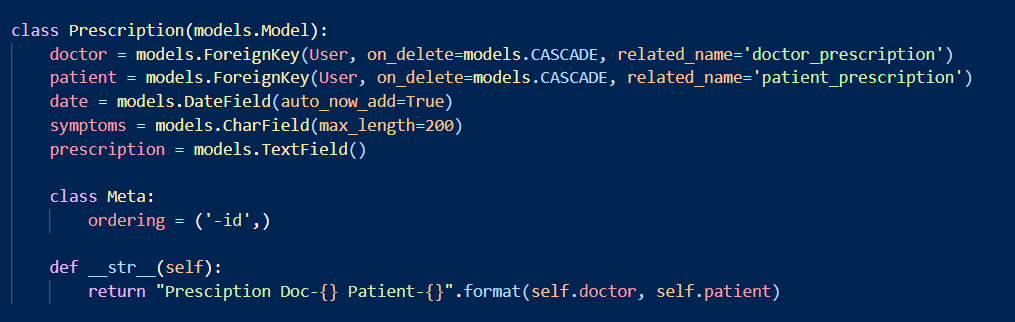 class Prescription(models.Model):
    doctor = models.ForeignKey(User, on_delete=models.CASCADE, related_name='doctor_prescription')
    patient = models.ForeignKey(User, on_delete=models.CASCADE, related_name='patient_prescription')
    date = models.DateField(auto_now_add=True)
    symptoms = models.CharField(max_length=200)
    prescription = models.TextField()

    class Meta:
        ordering = ('-id',)

    def __str__(self):
        return "Presciption Doc-{} Patient-{}".format(self.doctor, self.patient)